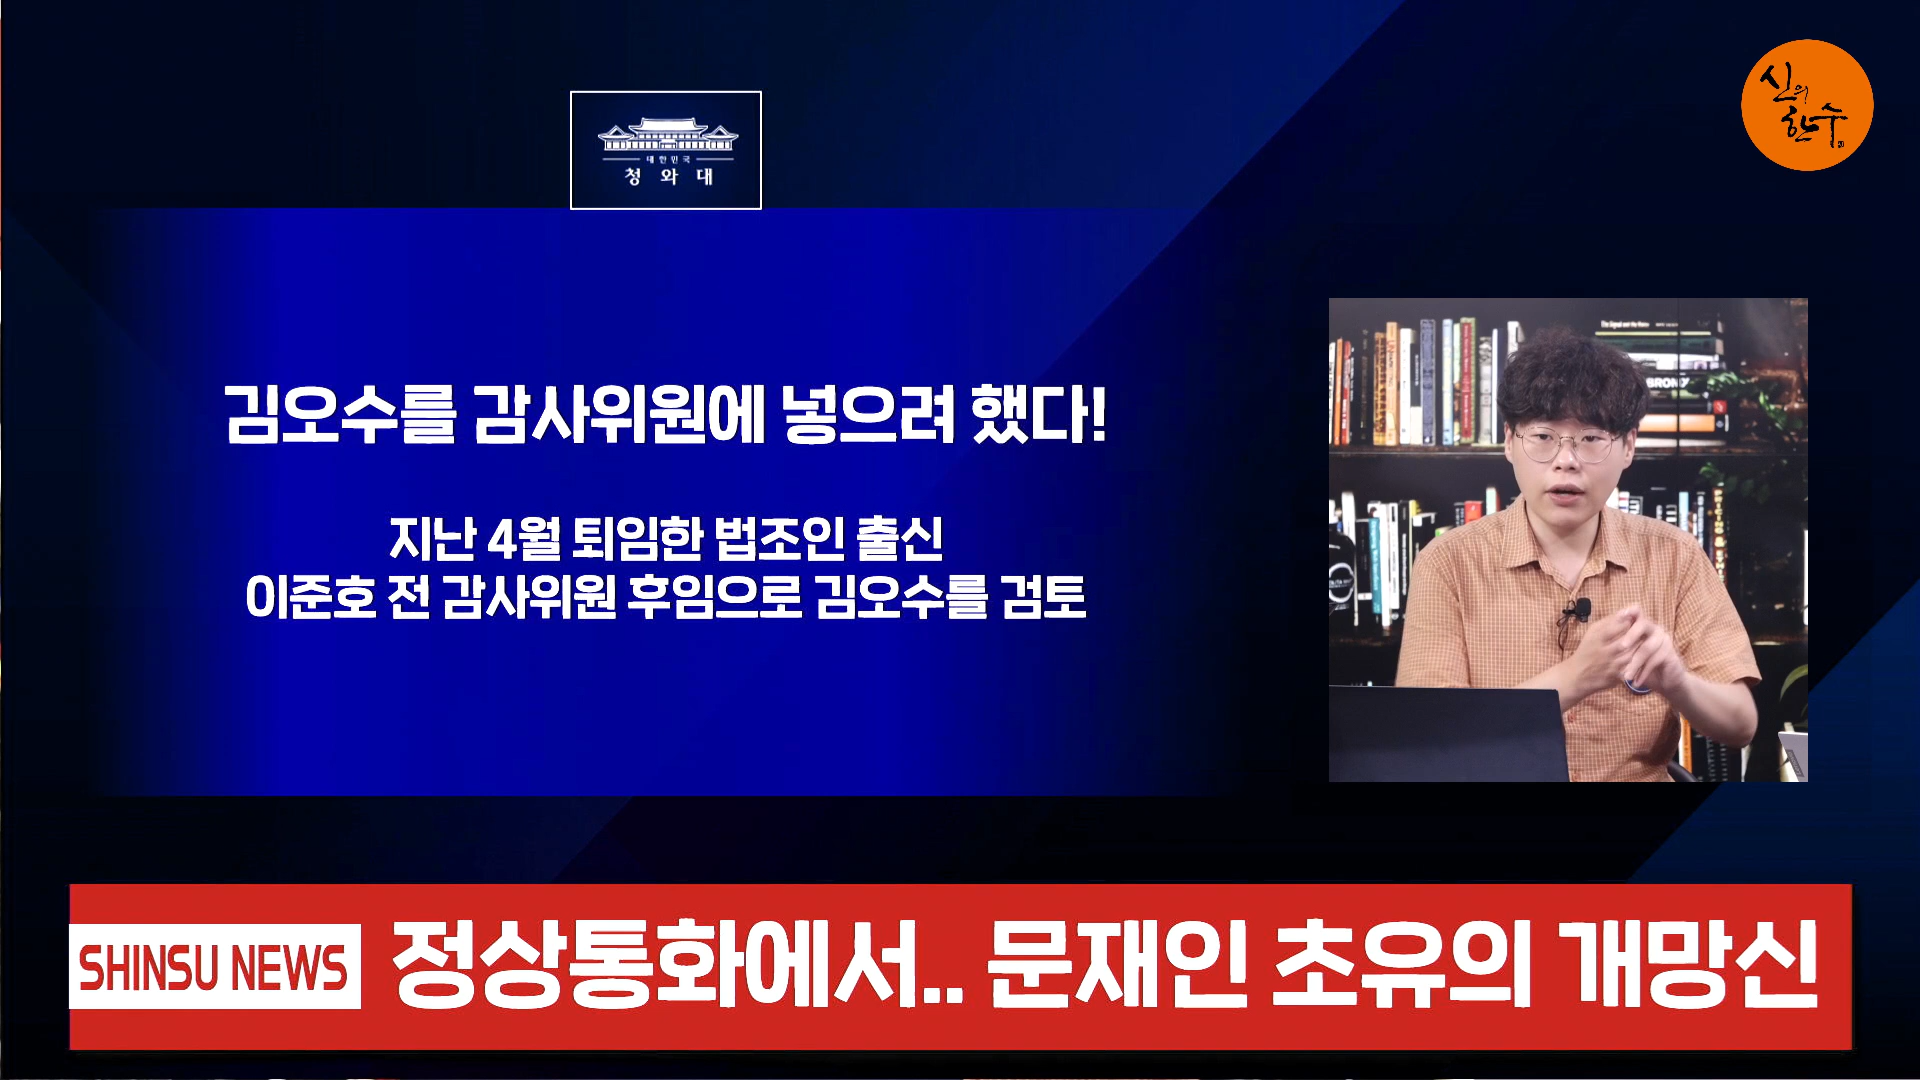 신의
한수
대한민국
청와대
김오수를 감사위원에 넣으려 했다!
지난 4월 퇴임한 법조인 출신
이준호 전 감사위원 후임으로 김오수를 검토
BRONX
SHINSU NEWS
정상통화에서.. 문재인 초유의 개망신